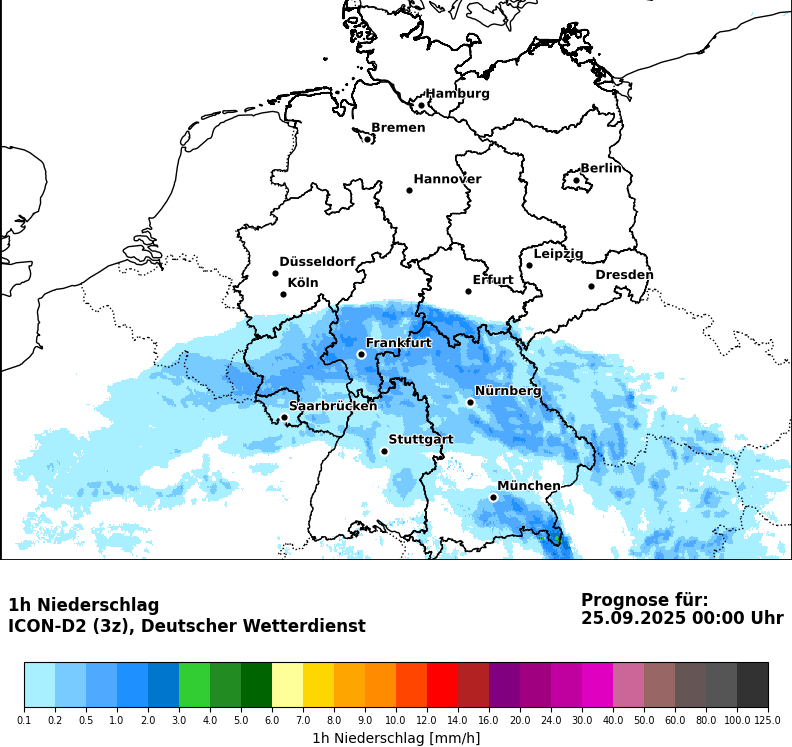 Hamburg
Bremen
Berlin
Hannover
Leipzig
Düsseldorf
Dresden
Köln
Erfurt
Frankfurt
Nürnberg
Saarbrücken
Stuttgart
München
1h Niederschlag
ICON-D2 (3z), Deutscher Wetterdienst
Prognose für:
25.09.2025 00:00 Uhr
0.1 0.2 0.5 1.0 2.0 3.0 4.0 5.0 6.0 7.0 8.0 9.0 10.0 12.0 14.0 16.0 20.0 24.0 30.0 40.0 50.0 60.0 80.0 100.0 125.0
1h Niederschlag [mm/h]